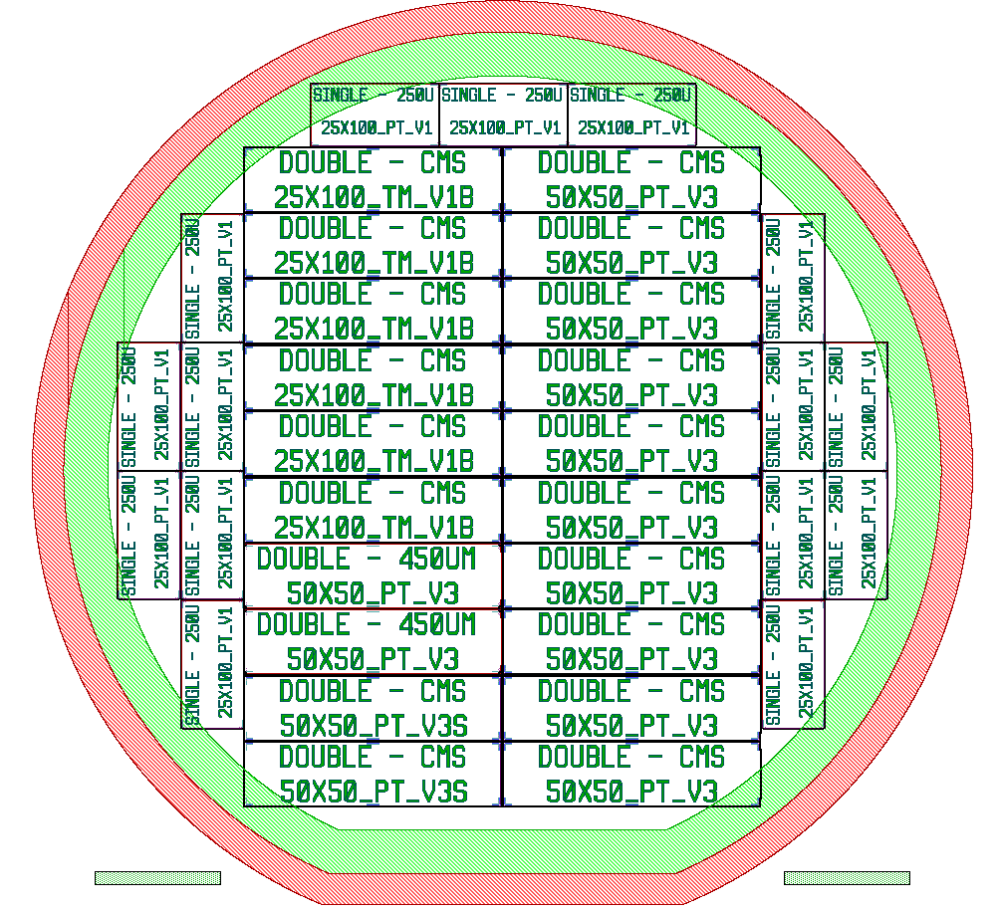 SINGLE - 250U SINGLE - 250U SINGLE - 250U
25X100_PT_V1 25X100_PT_V1 25X100_PT_V1
DOUBLE - CMS DOUBLE - CMS
25X100_TM_V1B 50X50_PT_V3
DOUBLE - CMS DOUBLE - CMS
25X100_TM_V1B 50X50_PT_V3
DOUBLE - CMS DOUBLE - CMS
25X100_TM_V1B 50X50_PT_V3
DOUBLE - CMS DOUBLE - CMS
25X100_TM_V1B 50X50_PT_V3
DOUBLE - CMS DOUBLE - CMS
25X100_TM_V1B 50X50_PT_V3
DOUBLE - CMS DOUBLE - CMS
25X100_TM_V1B 50X50_PT_V3
DOUBLE - 450UM DOUBLE - CMS
50X50_PT_V3 50X50_PT_V3
DOUBLE - 450UM DOUBLE - CMS
50X50_PT_V3 50X50_PT_V3
DOUBLE - CMS DOUBLE - CMS
50X50_PT_V3S 50X50_PT_V3
DOUBLE - CMS DOUBLE - CMS
50X50_PT_V3S 50X50_PT_V3
SINGLE - 250U
25X100_PT_V1
SINGLE - 250U
25X100_PT_V1
SINGLE - 250U
25X100_PT_V1
SINGLE - 250U
25X100_PT_V1
SINGLE - 250U
25X100_PT_V1
SINGLE - 250U
25X100_PT_V1
SINGLE - 250U
25X100_PT_V1
SINGLE - 250U
25X100_PT_V1
SINGLE - 250U
25X100_PT_V1
SINGLE - 250U
25X100_PT_V1
SINGLE - 250U
25X100_PT_V1
SINGLE - 250U
25X100_PT_V1